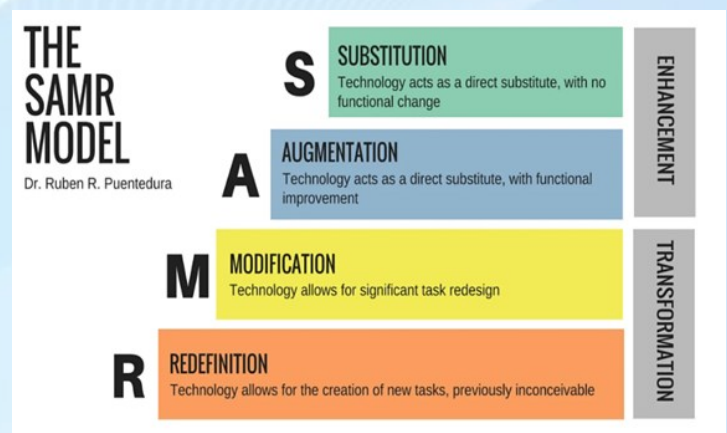 THE
SAMR
MODEL
Dr. Ruben R. Puentedura
S
SUBSTITUTION
Technology acts as a direct substitute, with no
functional change
A
AUGMENTATION
Technology acts as a direct substitute, with functional
improvement
ENHANCEMENT
M
MODIFICATION
Technology allows for significant task redesign
R
REDEFINITION
Technology allows for the creation of new tasks, previously inconceivable
TRANSFORMATION